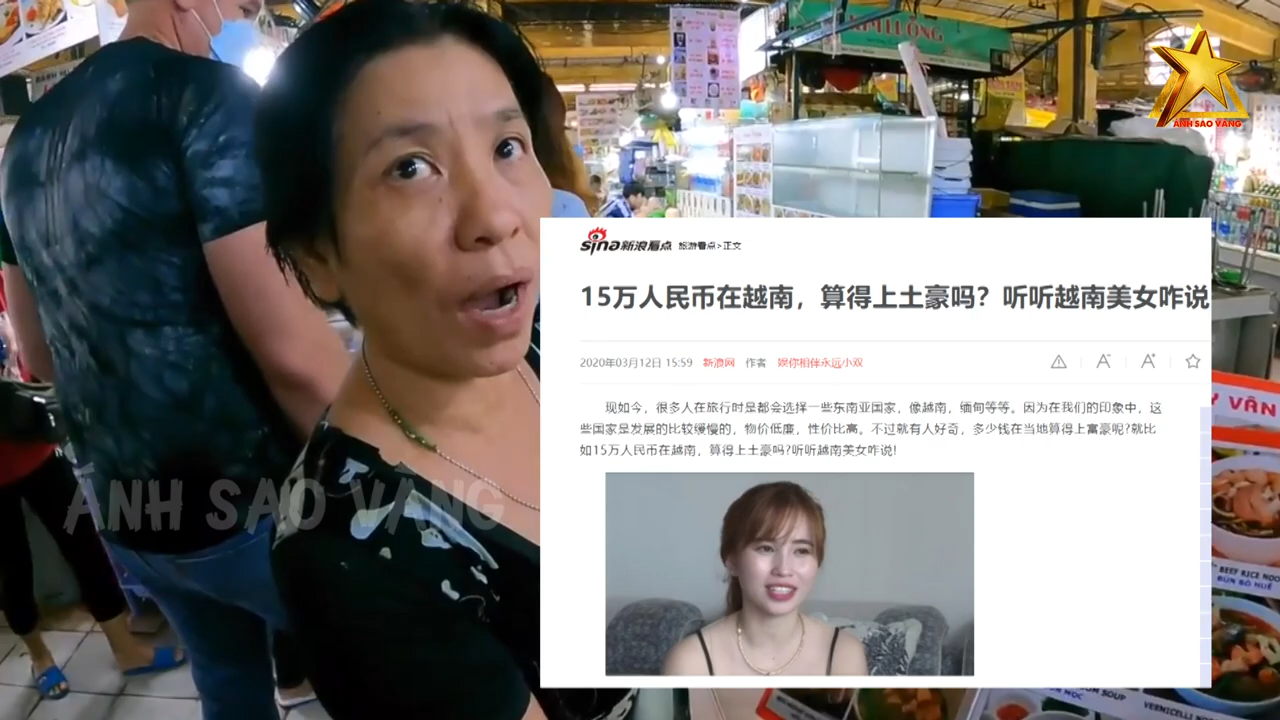 ÁNH SAO VÀNG
sina新浪看点 旅游看点>正文
15万人民币在越南，算得上土豪吗？听听越南美女咋说
2020年03月12日 15:59 新浪网 作者 娱你相伴永远小双
现如今，很多人在旅行时是都会选择一些东南亚国家，像越南，缅甸等等。因为在我们的印象中，这
些国家是发展的比较缓慢的，物价低廉，性价比高。不过就有人好奇，多少钱在当地算得上富豪呢?就比
如15万人民币在越南，算得上土豪吗?听听越南美女咋说!
ÁNH SAO VÀNG
Y VÂN
BEEF RICE NOO
BÚN BÒ HUẾ
SOUP
VERMICELLI